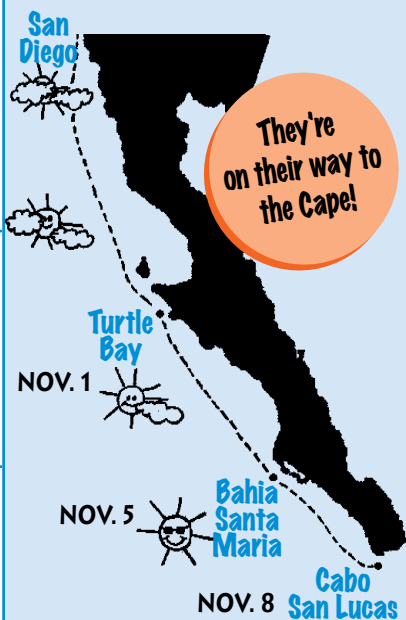 San
Diego
They're
on their way to
the Cape!
Turtle
Bay
NOV. 1
Bahia
Santa
Maria
NOV. 5
Cabo
San Lucas
NOV. 8